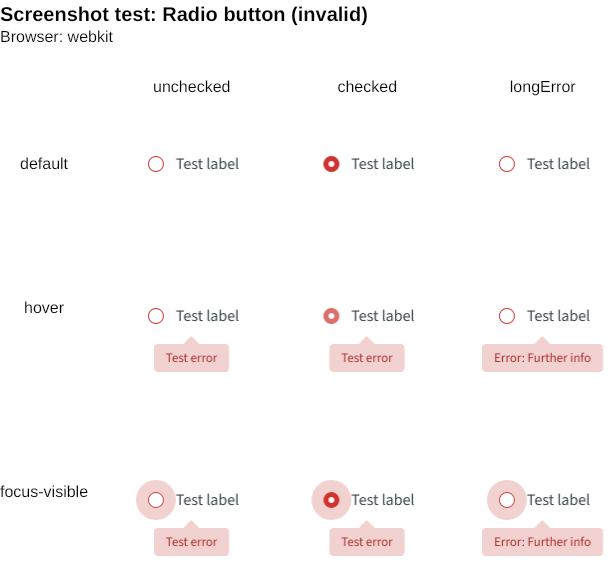 Screenshot test: Radio button (invalid)
Browser: webkit
unchecked checked longError
default Test label Test label Test label
hover Test label Test label Test label
Test error Test error Error: Further info
focus-visible Test label Test label Test label
Test error Test error Error: Further info